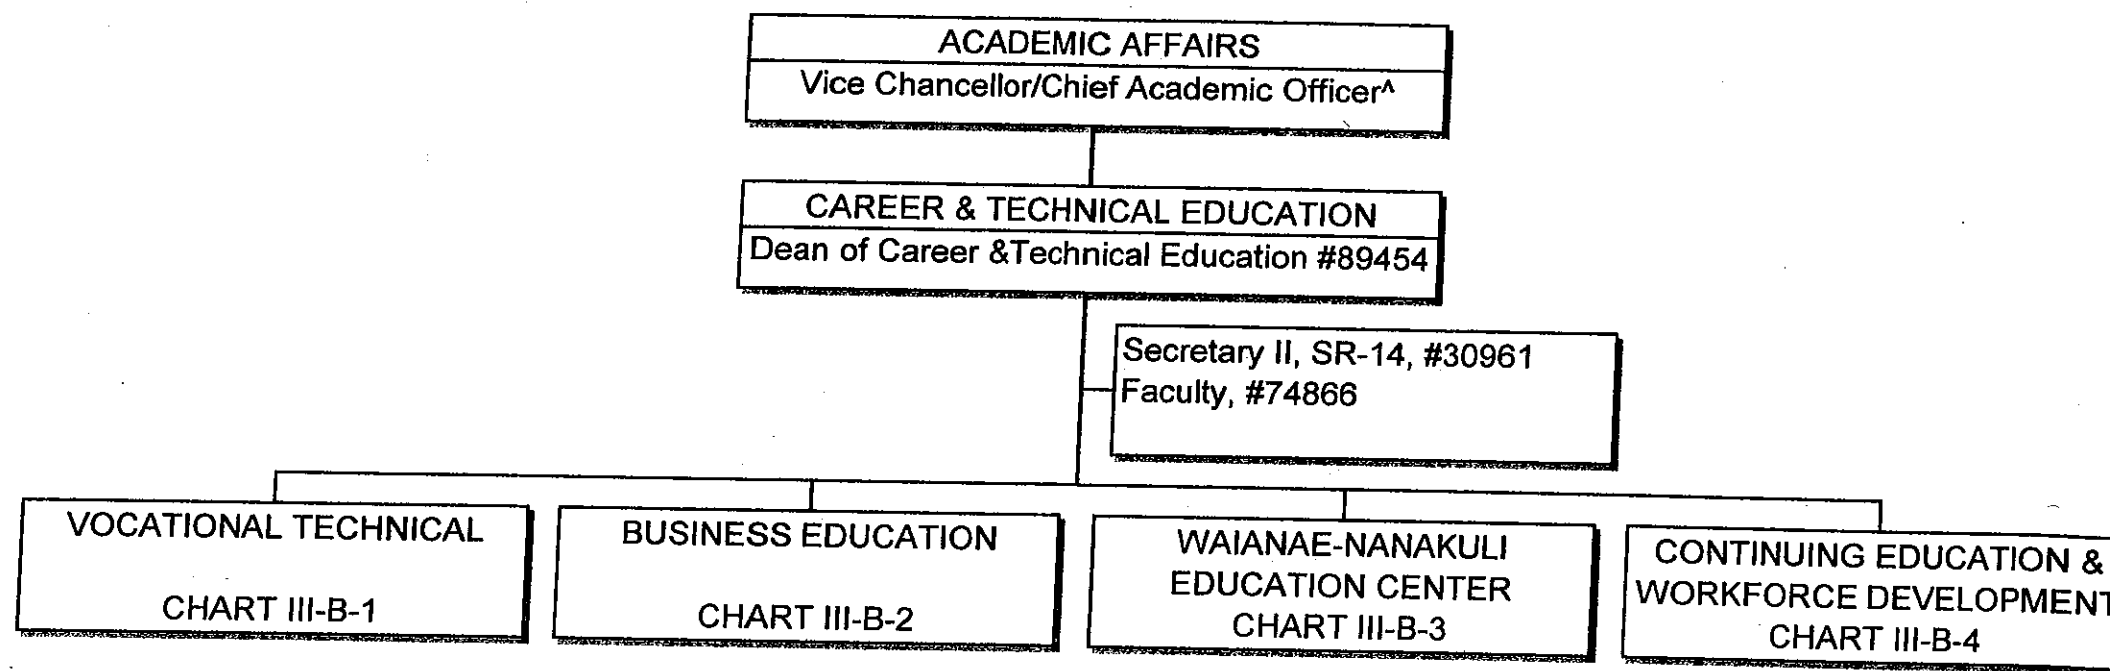 ACADEMIC AFFAIRS
Vice Chancellor/Chief Academic Officer^
CAREER & TECHNICAL EDUCATION
Dean of Career &Technical Education #89454
Secretary II, SR-14, #30961
Faculty, #74866
VOCATIONAL TECHNICAL
CHART III-B-1
BUSINESS EDUCATION
CHART III-B-2
WAIANAE-NANAKULI
EDUCATION CENTER
CHART III-B-3
CONTINUING EDUCATION &
WORKFORCE DEVELOPMENT
CHART III-B-4